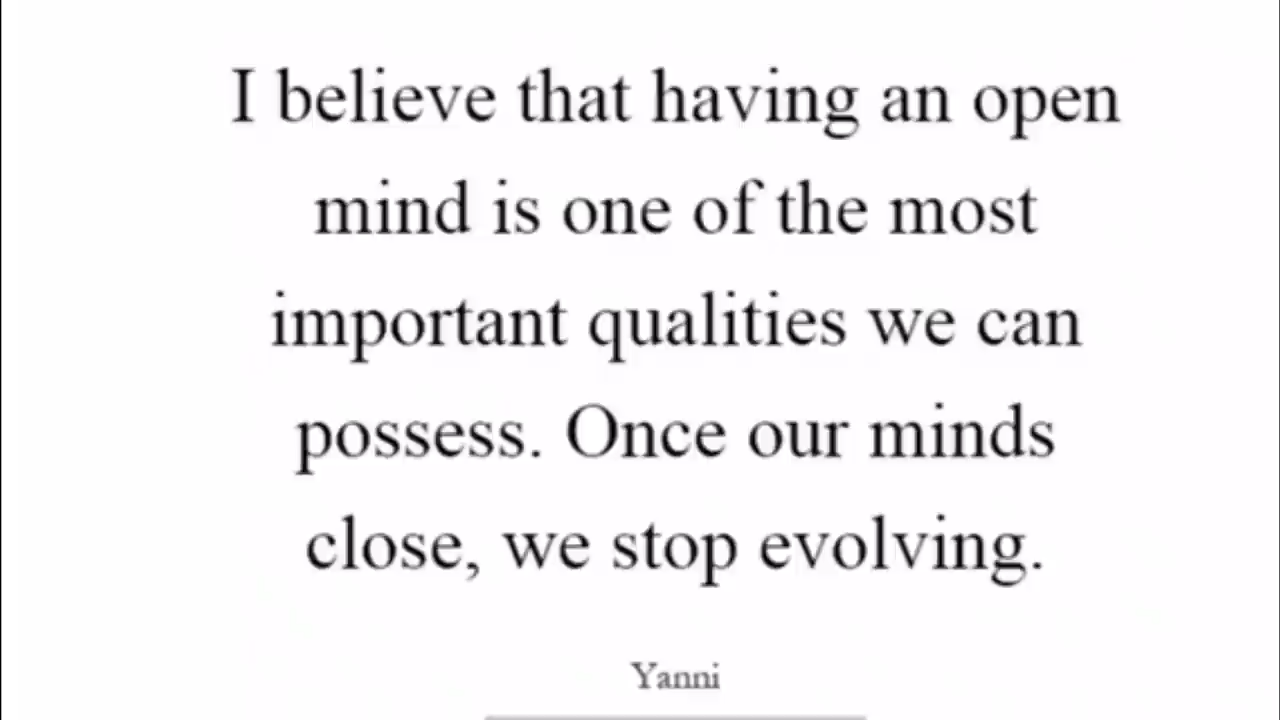 I believe that having an open
mind is one of the most
important qualities we can
possess. Once our minds
close, we stop evolving.
Yanni